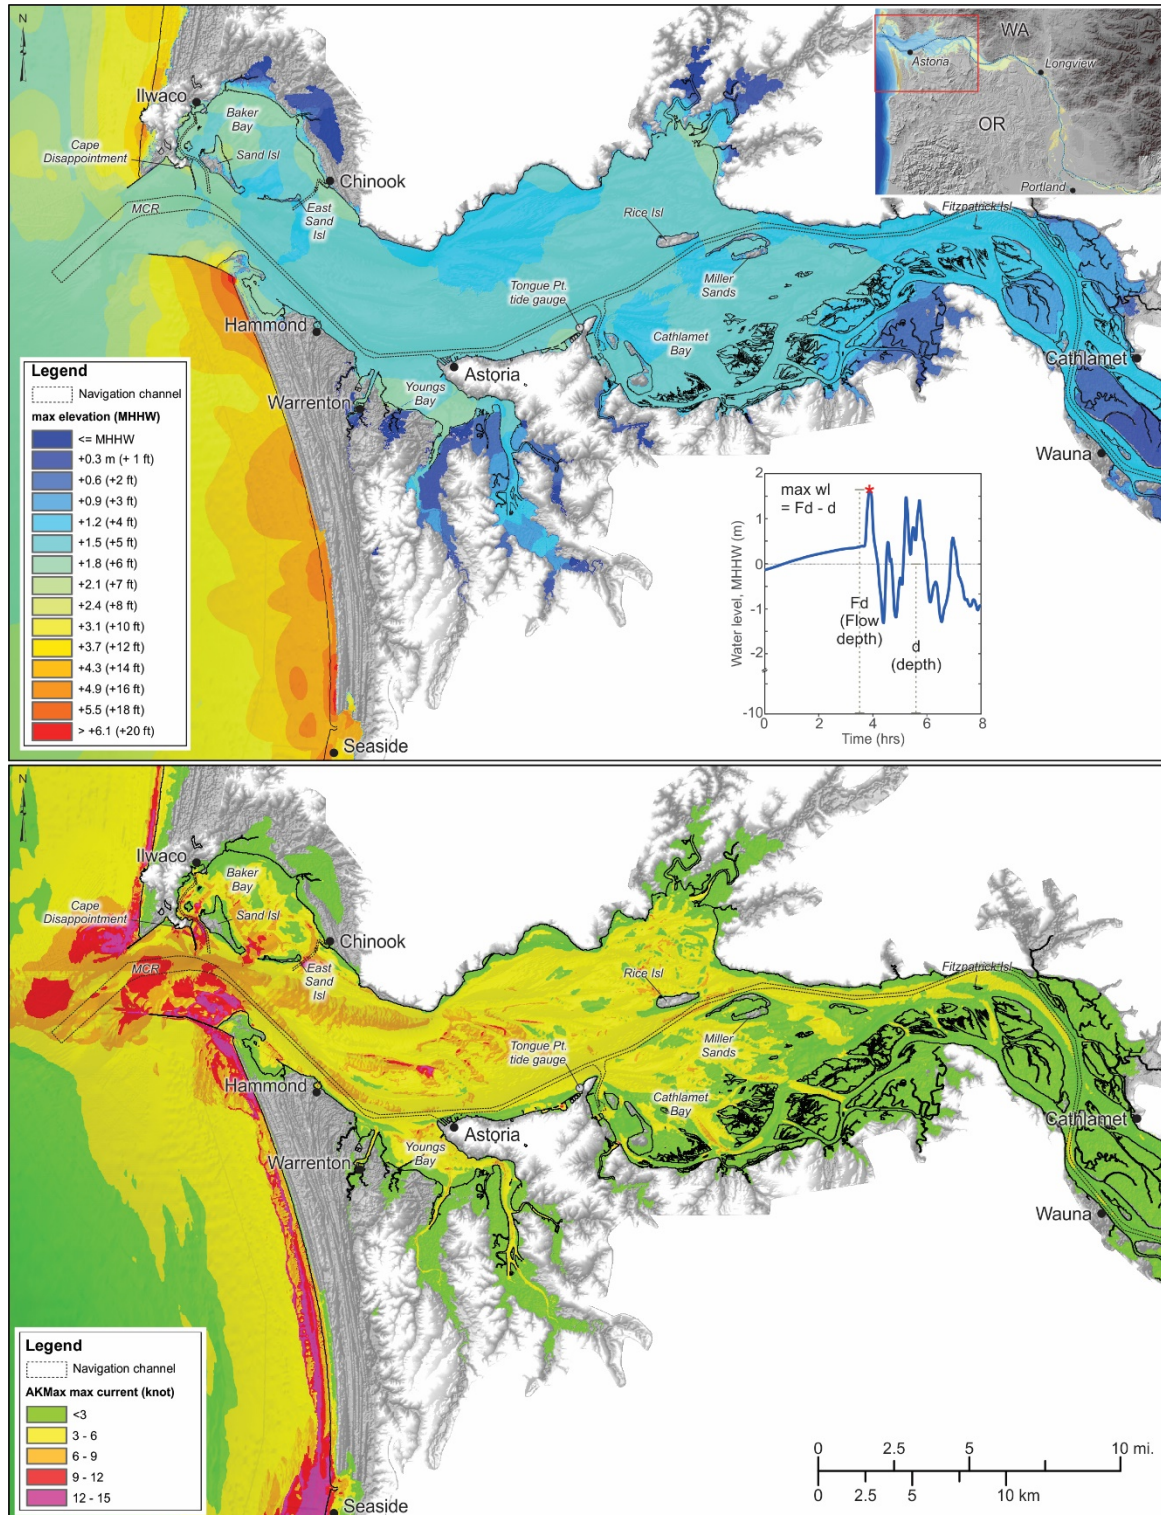 N
WA
Astoria
Longview
OR
Portland
Ilwaco
Baker
Bay
Cape
Disappointment
Sand Isl
Chinook
MCR
East
Sand
Isl
Rice Isl
Fitzpatrick Isl
Tongue Pt.
tide gauge
Miller
Sands
Hammond
Cathlamet
Bay
Cathlamet
Astoria
Youngs
Bay
Warrenton
Wauna
Seaside
Legend
Navigation channel
max elevation (MHHW)
<= MHHW
+0.3 m (+ 1 ft)
+0.6 (+2 ft)
+0.9 (+3 ft)
+1.2 (+4 ft)
+1.5 (+5 ft)
+1.8 (+6 ft)
+2.1 (+7 ft)
+2.4 (+8 ft)
+3.1 (+10 ft)
+3.7 (+12 ft)
+4.3 (+14 ft)
+4.9 (+16 ft)
+5.5 (+18 ft)
> +6.1 (+20 ft)
Water level, MHHW (m)
2
1
0
-1
-2
-10
max wl
= Fd - d
*
Fd
(Flow
depth)
d
(depth)
0 2 4 6 8
Time (hrs)
N
Ilwaco
Baker
Bay
Cape
Disappointment
Sand Isl
Chinook
MCR
East
Sand
Isl
Rice Isl
Fitzpatrick Isl
Tongue Pt.
tide gauge
Miller
Sands
Hammond
Cathlamet
Bay
Cathlamet
Astoria
Youngs
Bay
Warrenton
Wauna
Seaside
Legend
Navigation channel
AKMax max current (knot)
<3
3 - 6
6 - 9
9 - 12
12 - 15
0 2.5 5 10 mi.
0 2.5 5 10 km